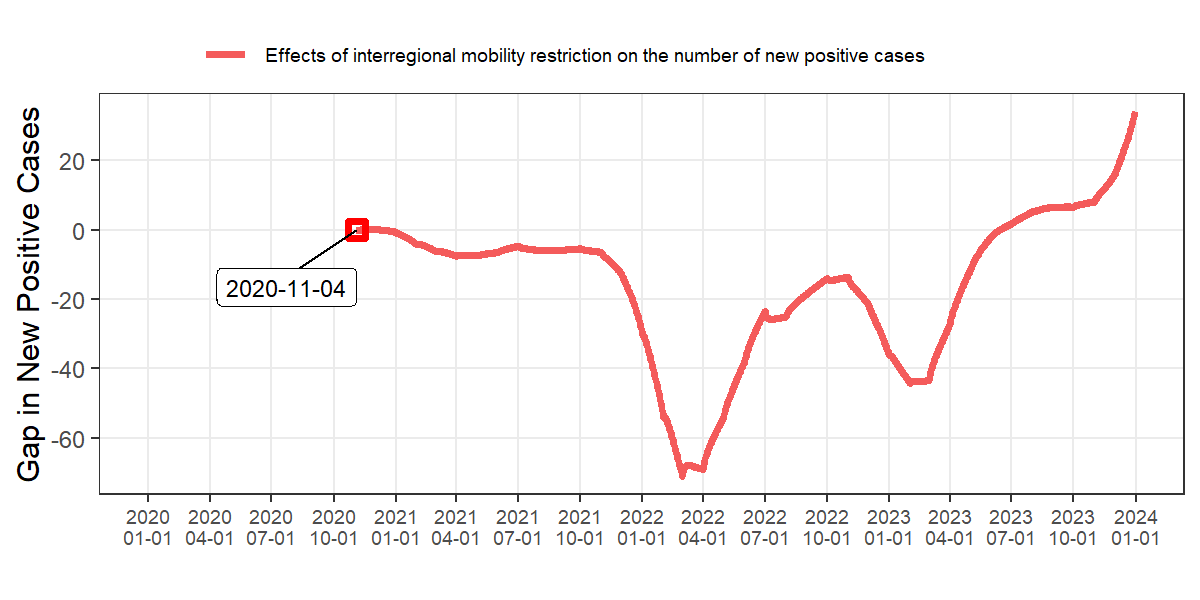 Effects of interregional mobility restriction on the number of new positive cases
Gap in New Positive Cases
20
0
-20
-40
-60
2020-11-04
2020 2020 2020 2020 2021 2021 2021 2021 2022 2022 2022 2022 2023 2023 2023 2023 2024
01-01 04-01 07-01 10-01 01-01 04-01 07-01 10-01 01-01 04-01 07-01 10-01 01-01 04-01 07-01 10-01 01-01